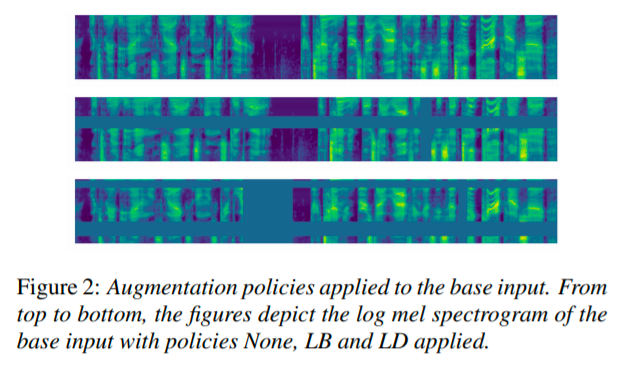 Figure 2: Augmentation policies applied to the base input. From
top to bottom, the figures depict the log mel spectrogram of the
base input with policies None, LB and LD applied.